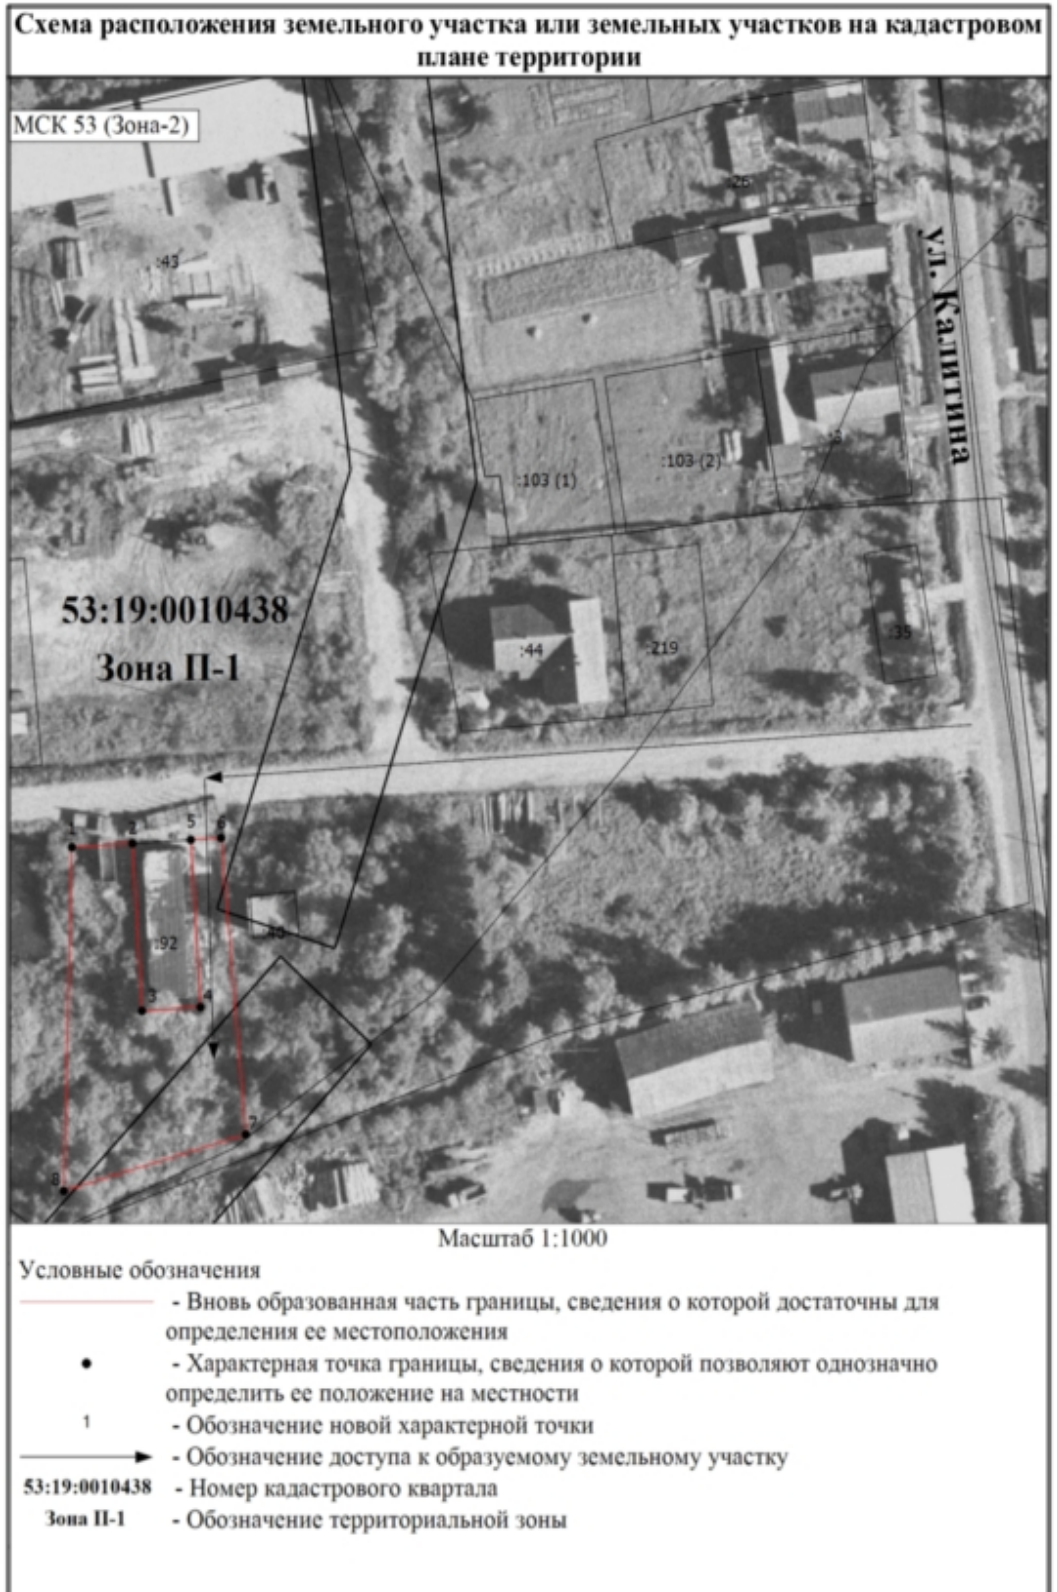 Схема расположения земельного участка или земельных участков на кадастровом
плане территории
МСК 53 (Зона-2)
:26
:43
ул. Калитина
:3
:103 (1)
:103 (2)
53:19:0010438
Зона П-1
:44
:219
:35
1
2
5
6
:92
:40
3
4
7
8
Масштаб 1:1000
Условные обозначения
- Вновь образованная часть границы, сведения о которой достаточны для
определения ее местоположения
- Характерная точка границы, сведения о которой позволяют однозначно
определить ее положение на местности
1 - Обозначение новой характерной точки
- Обозначение доступа к образуемому земельному участку
53:19:0010438 - Номер кадастрового квартала
Зона П-1 - Обозначение территориальной зоны